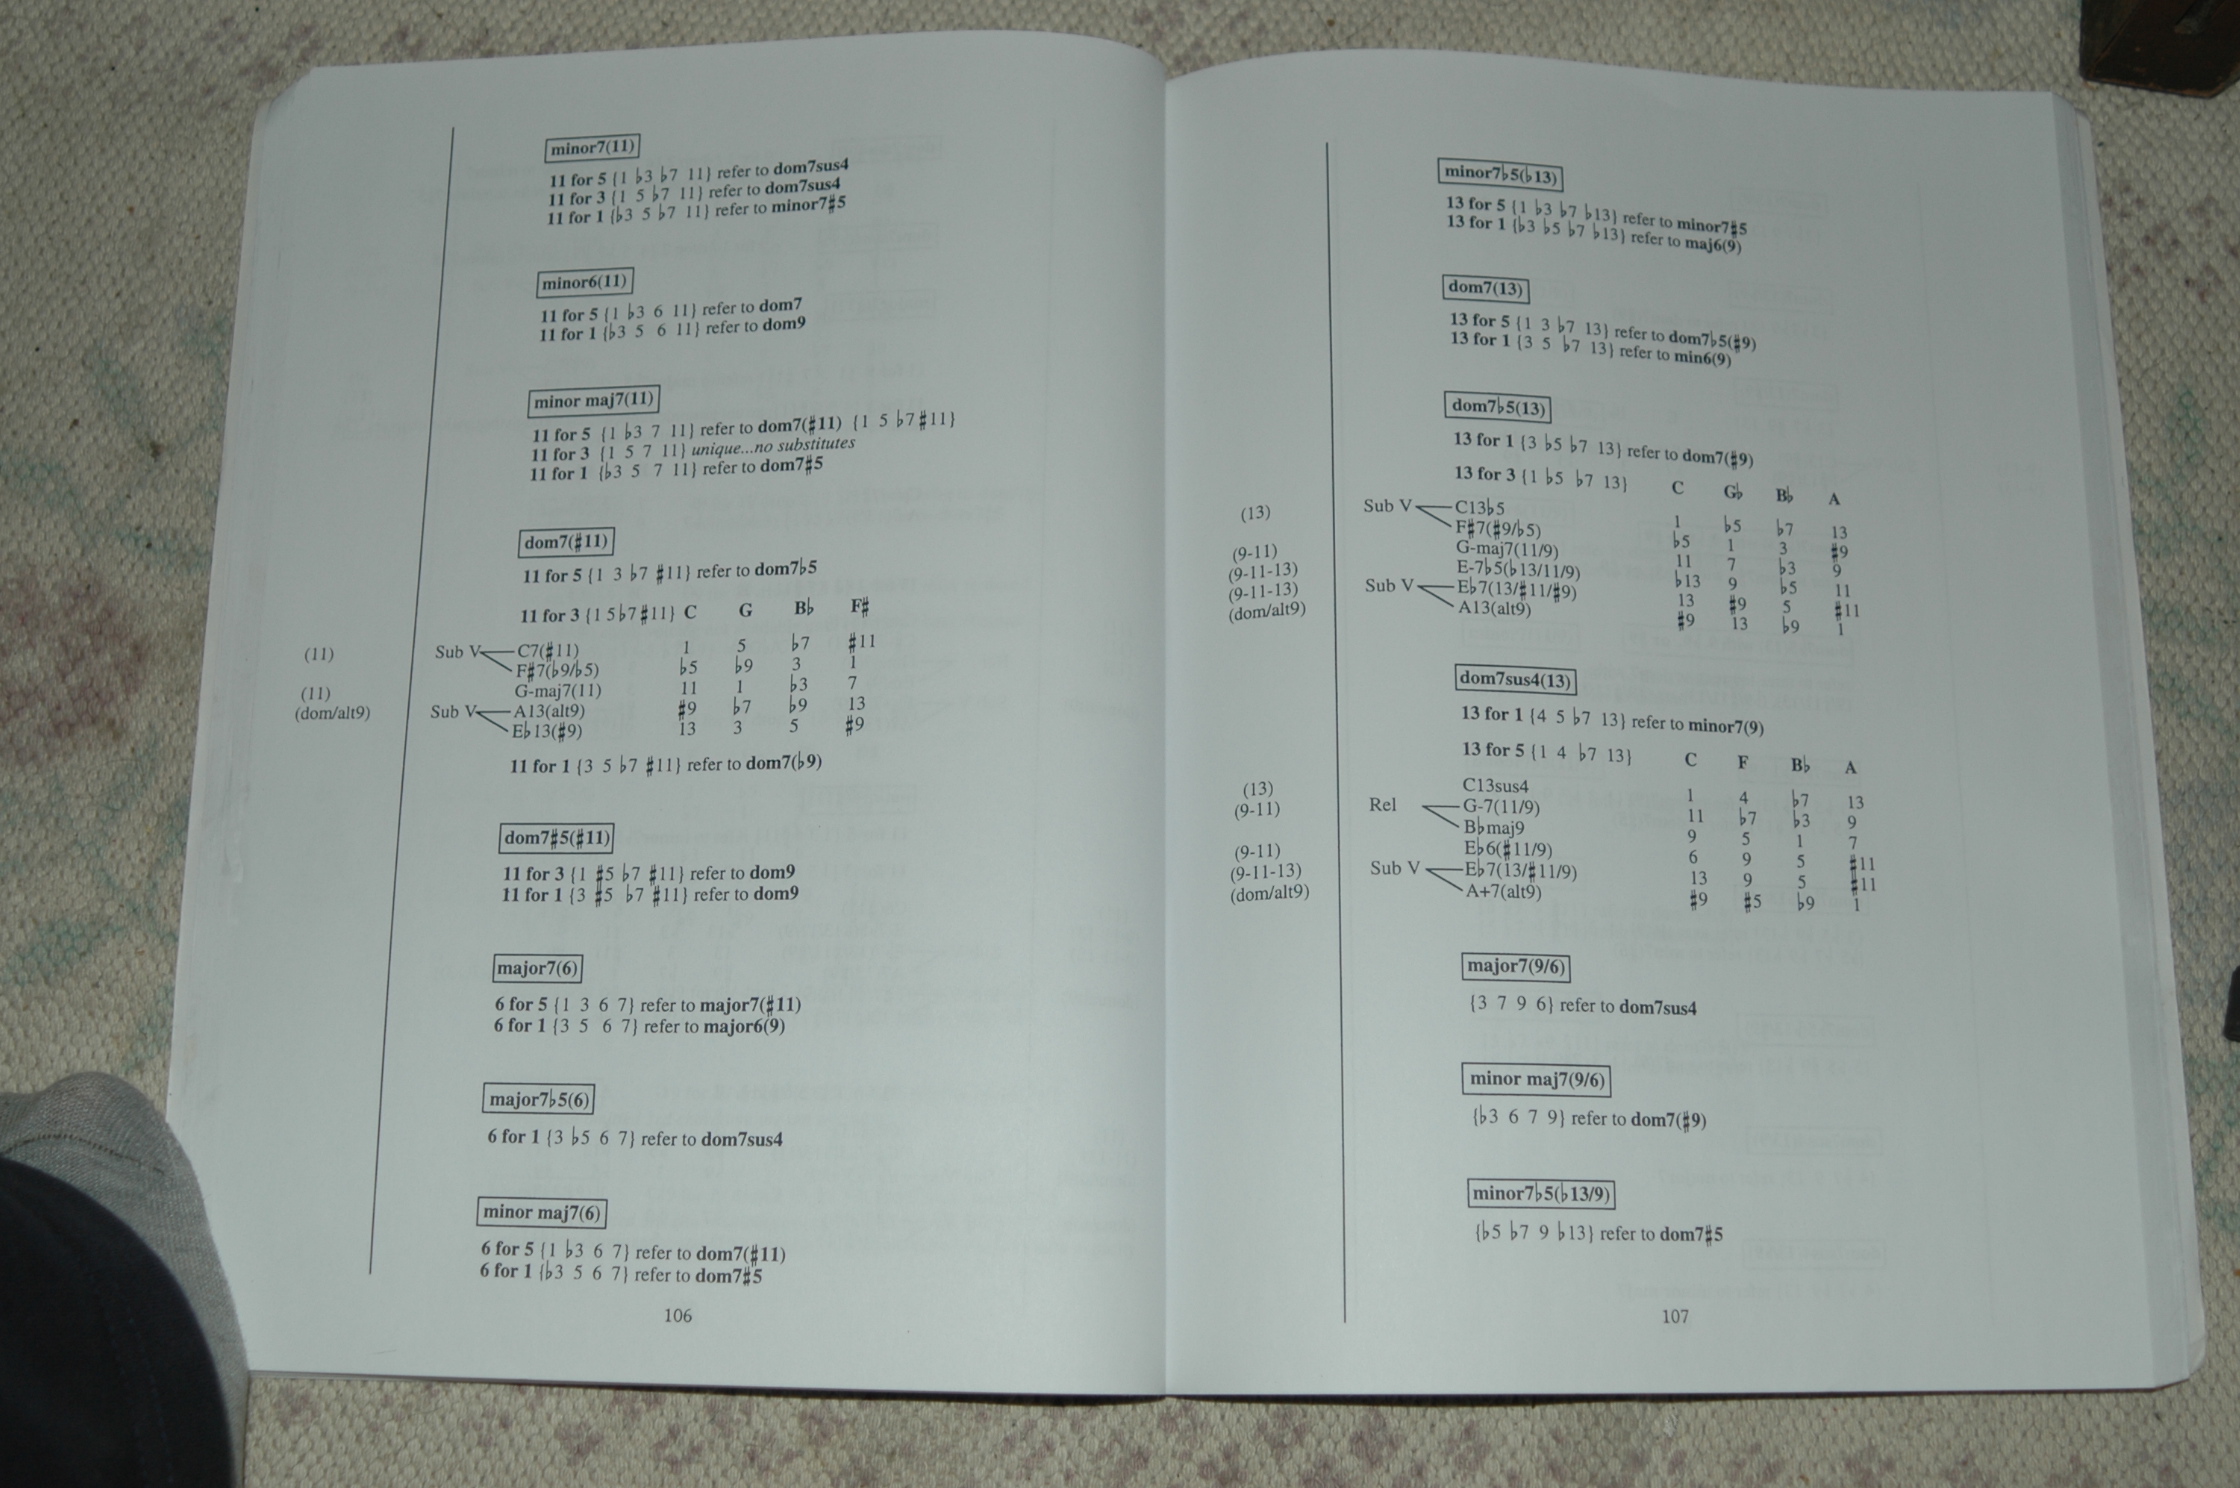 minor7(11)
11 for 5 {1 ♭3 ♭7 11} refer to dom7sus4
11 for 3 {1 5 ♭7 11} refer to dom7sus4
11 for 1 {♭3 5 ♭7 11} refer to minor7♯5
minor6(11)
11 for 5 {1 ♭3 6 11} refer to dom7
11 for 1 {♭3 5 6 11} refer to dom9
minor maj7(11)
11 for 5 {1 ♭3 7 11} refer to dom7(♯11) {1 5 ♭7 ♯11}
11 for 3 {1 5 7 11} unique...no substitutes
11 for 1 {♭3 5 7 11} refer to dom7♯5
dom7(♯11)
11 for 5 {1 3 ♭7 ♯11} refer to dom7♭5
11 for 3 {1 5 ♭7 ♯11} C G B♭ F♯
(11) Sub V C7(♯11) 1 5 ♭7 ♯11
F♯7(♭9/♭5) ♭5 ♭9 3 1
(11) G-maj7(11) 11 1 ♭3 7
(dom/alt9) Sub V A13(alt9) ♯9 ♭7 ♭9 13
E♭13(♯9) 13 3 5 ♯9
11 for 1 {3 5 ♭7 ♯11} refer to dom7(♭9)
dom7♯5(♯11)
11 for 3 {1 ♯5 ♭7 ♯11} refer to dom9
11 for 1 {3 ♯5 ♭7 ♯11} refer to dom9
major7(6)
6 for 5 {1 3 6 7} refer to major7(♯11)
6 for 1 {3 5 6 7} refer to major6(9)
major7♭5(6)
6 for 1 {3 ♭5 6 7} refer to dom7sus4
minor maj7(6)
6 for 5 {1 ♭3 6 7} refer to dom7(♯11)
6 for 1 {♭3 5 6 7} refer to dom7♯5
106
minor7♭5(♭13)
13 for 5 {1 ♭3 ♭7 ♭13} refer to minor7♯5
13 for 1 {♭3 ♭5 ♭7 ♭13} refer to maj6(9)
dom7(13)
13 for 5 {1 3 ♭7 13} refer to dom7♭5(♯9)
13 for 1 {3 5 ♭7 13} refer to min6(9)
dom7♭5(13)
13 for 1 {3 ♭5 ♭7 13} refer to dom7(♯9)
13 for 3 {1 ♭5 ♭7 13} C G♭ B♭ A
(13) Sub V C13♭5 1 ♭5 ♭7 13
F♯7(♯9/♭5) ♭5 1 3 ♯9
(9-11) G-maj7(11/9) 11 7 ♭3 9
(9-11-13) E-7♭5(♭13/11/9) ♭13 9 ♭5 11
(9-11-13) Sub V E♭7(13/♯11/♯9) 13 ♯9 5 ♯11
(dom/alt9) A13(alt9) ♯9 13 ♭9 1
dom7sus4(13)
13 for 1 {4 5 ♭7 13} refer to minor7(9)
13 for 5 {1 4 ♭7 13} C F B♭ A
(13) C13sus4 1 4 ♭7 13
(9-11) Rel G-7(11/9) 11 ♭7 ♭3 9
B♭maj9 9 5 1 7
(9-11) E♭6(♯11/9) 6 9 5 ♯11
(9-11-13) Sub V E♭7(13/♯11/9) 13 9 5 ♯11
(dom/alt9) A+7(alt9) ♯9 ♯5 ♭9 1
major7(9/6)
{3 7 9 6} refer to dom7sus4
minor maj7(9/6)
{♭3 6 7 9} refer to dom7(♯9)
minor7♭5(♭13/9)
{♭5 ♭7 9 ♭13} refer to dom7♯5
107